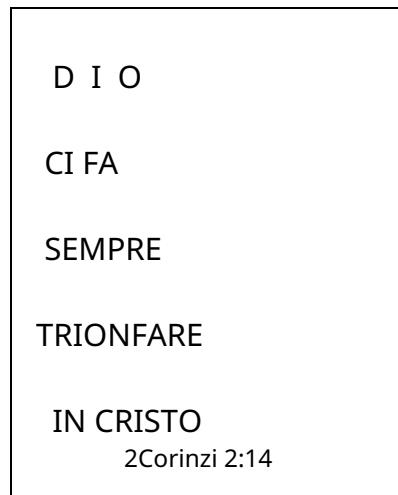 D I O
CI FA
SEMPRE
TRIONFARE
IN CRISTO
2Corinzi 2:14